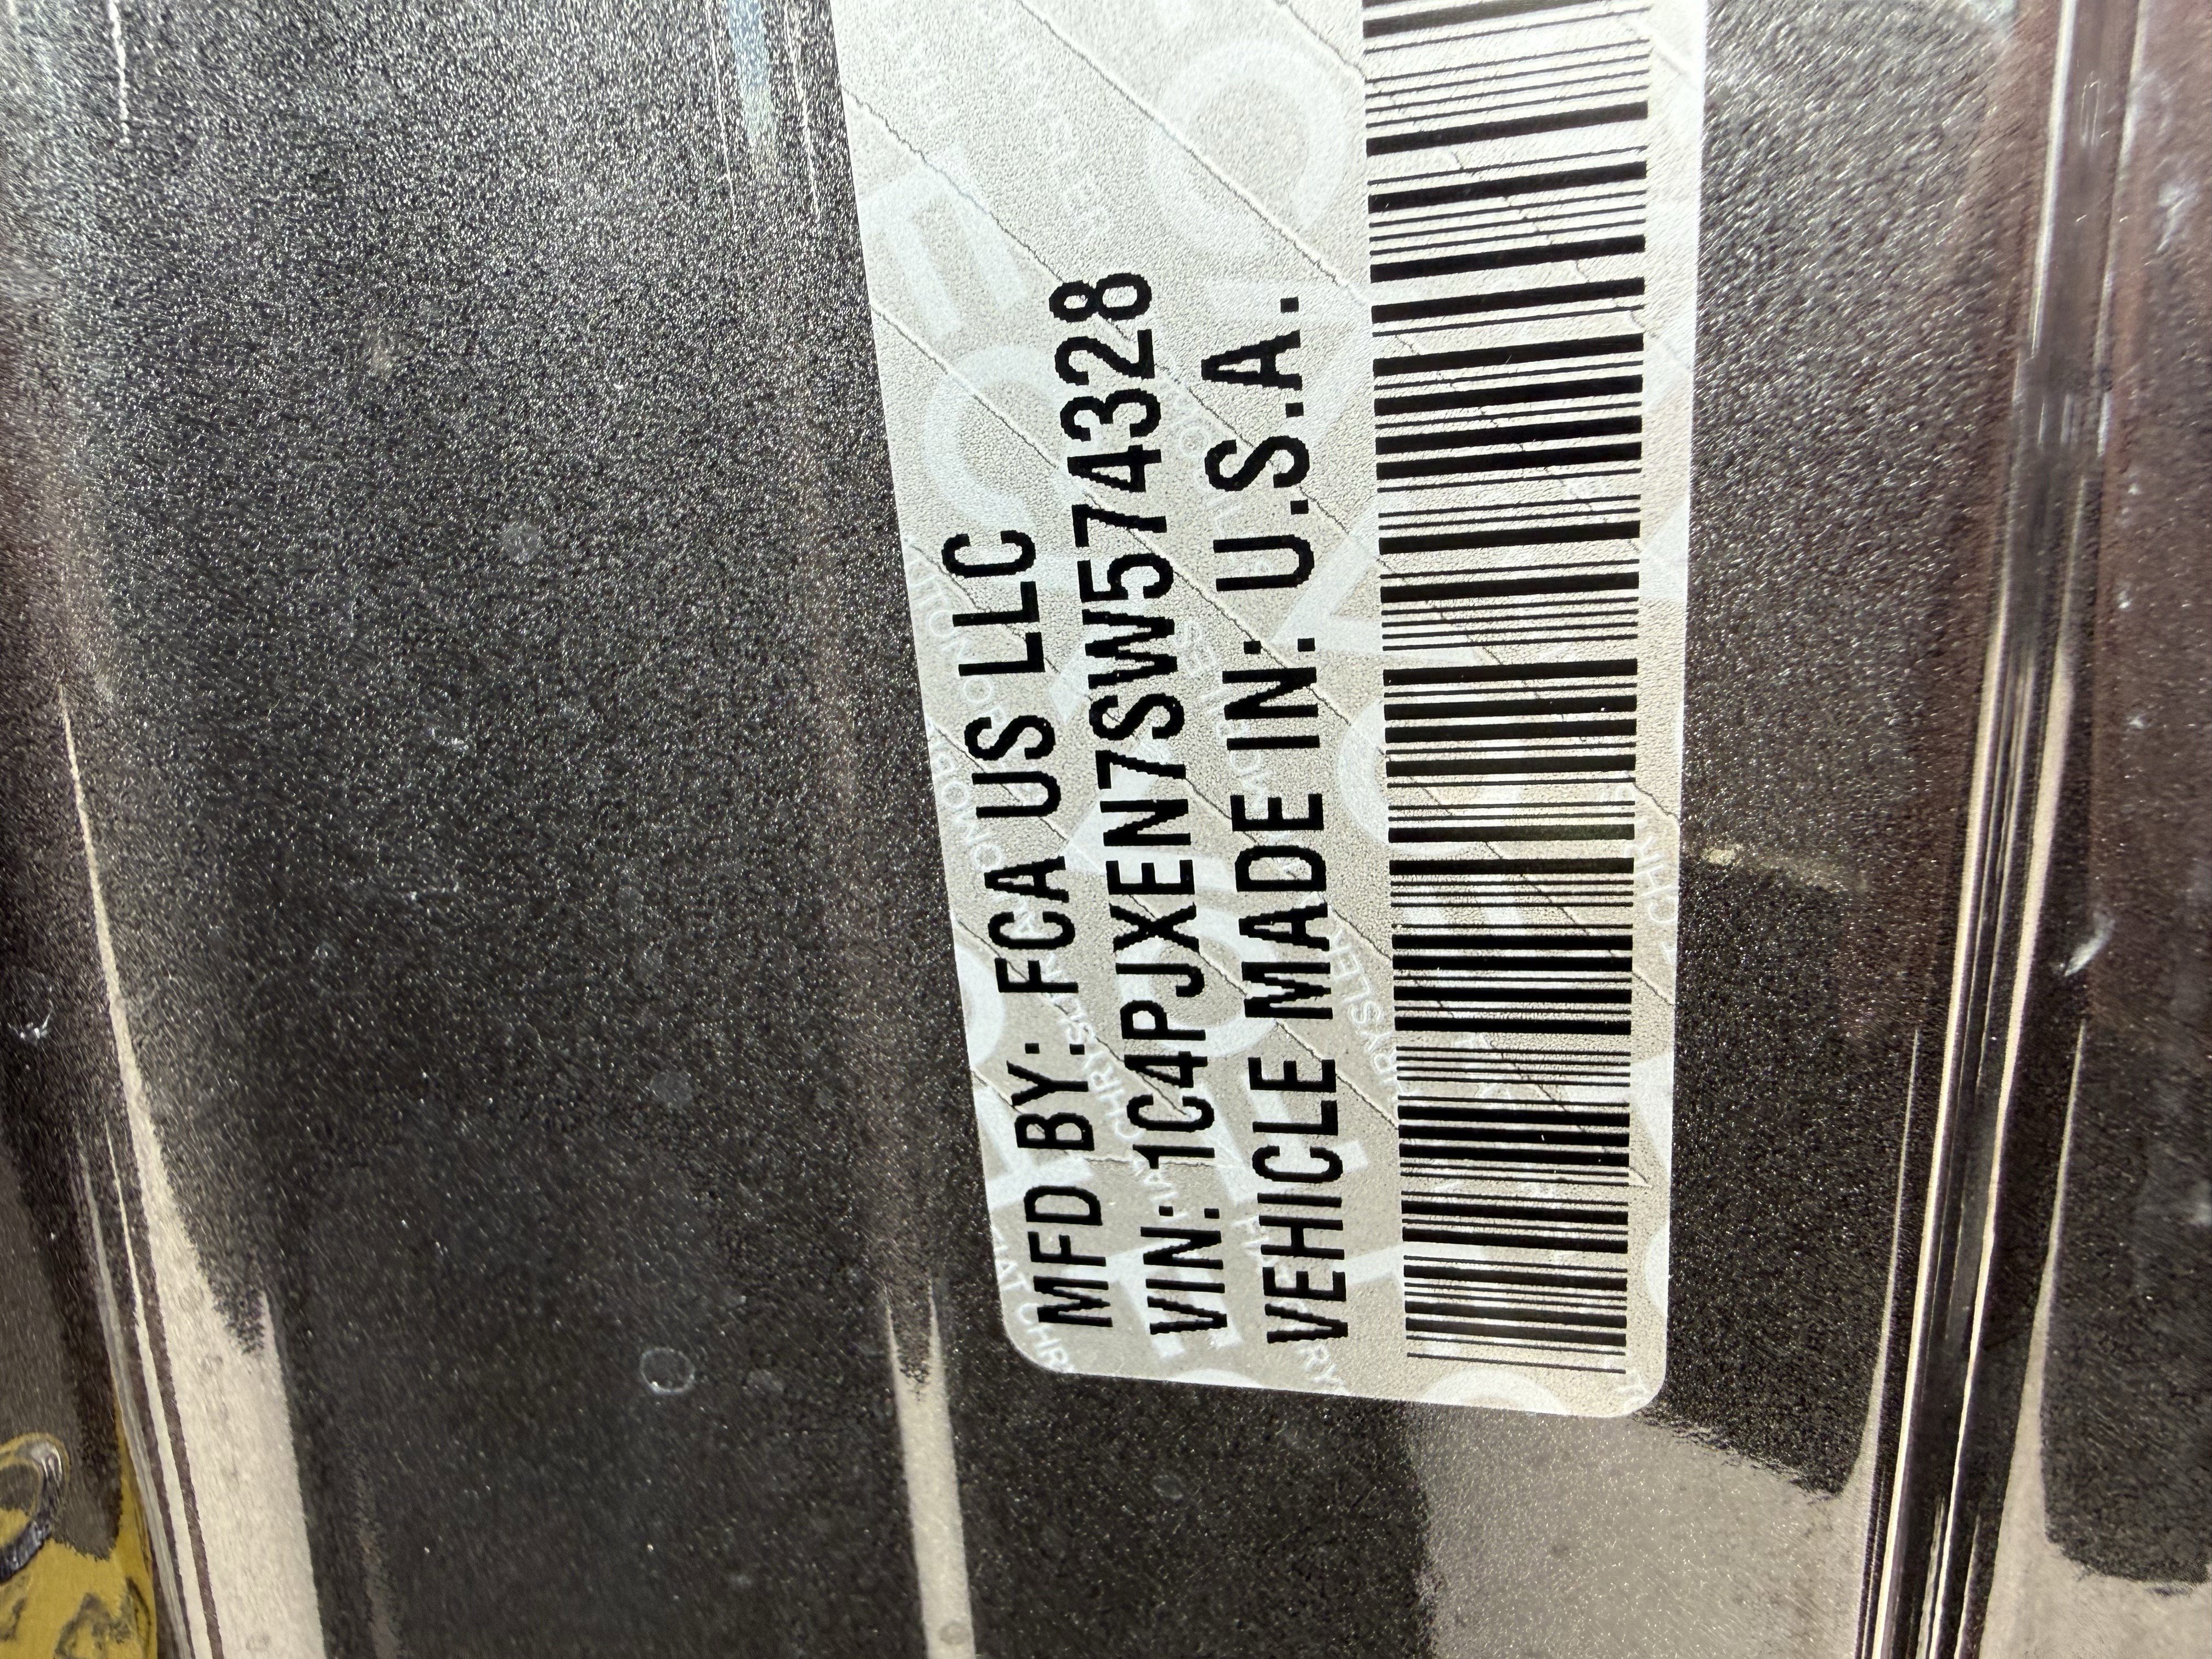 MFD BY: FCA US LLC
VIN: 1C4PJXEN7SW574328
VEHICLE MADE IN: U.S.A.